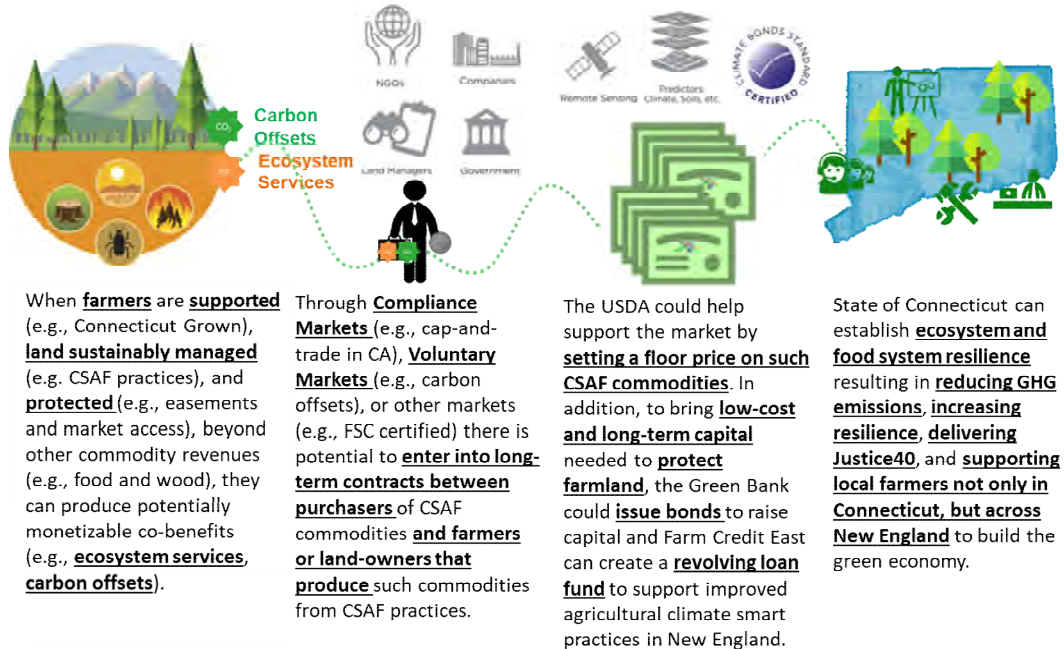 NGOs
Companies
Land Managers
Government
Remote Sensing
Predictors
Climate, Soils, etc.
CLIMATE BONDS STANDARD
CERTIFIED
CO₂
Carbon
Offsets
Ecosystem
Services
When farmers are supported
(e.g., Connecticut Grown),
land sustainably managed
(e.g. CSAF practices), and
protected (e.g., easements
and market access), beyond
other commodity revenues
(e.g., food and wood), they
can produce potentially
monetizable co-benefits
(e.g., ecosystem services,
carbon offsets).
Through Compliance
Markets (e.g., cap-and-
trade in CA), Voluntary
Markets (e.g., carbon
offsets), or other markets
(e.g., FSC certified) there is
potential to enter into long-
term contracts between
purchasers of CSAF
commodities and farmers
or land-owners that
produce such commodities
from CSAF practices.
The USDA could help
support the market by
setting a floor price on such
CSAF commodities. In
addition, to bring low-cost
and long-term capital
needed to protect
farmland, the Green Bank
could issue bonds to raise
capital and Farm Credit East
can create a revolving loan
fund to support improved
agricultural climate smart
practices in New England.
State of Connecticut can
establish ecosystem and
food system resilience
resulting in reducing GHG
emissions, increasing
resilience, delivering
Justice40, and supporting
local farmers not only in
Connecticut, but across
New England to build the
green economy.